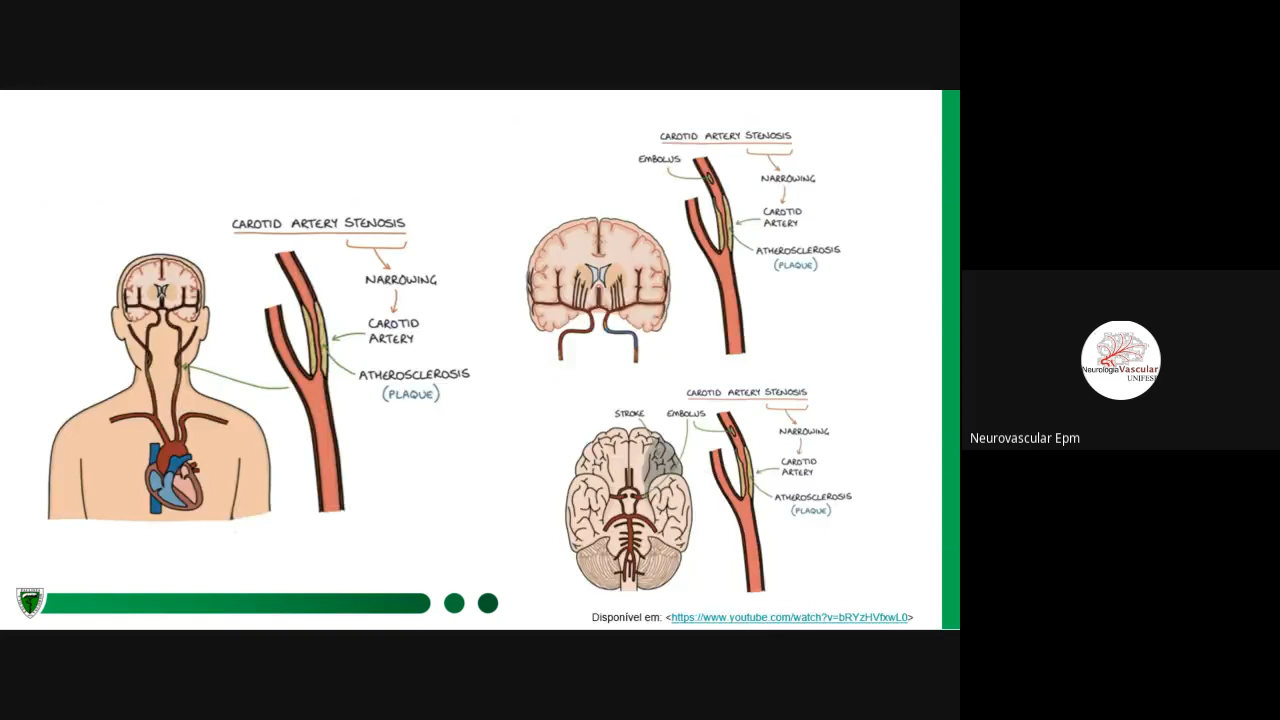 CAROTID ARTERY STENOSIS
NARROWING
CAROTID
ARTERY
ATHEROSCLEROSIS
(PLAQUE)
CAROTID ARTERY STENOSIS
EMBOLUS
NARROWING
CAROTID
ARTERY
ATHEROSCLEROSIS
(PLAQUE)
CAROTID ARTERY STENOSIS
STROKE EMBOLUS
NARROWING
CAROTID
ARTERY
ATHEROSCLEROSIS
(PLAQUE)
Disponível em: <https://www.youtube.com/watch?v=bRYzHVfxwL0>
NeurologiaVascular
UNIFESP
Neurovascular Epm